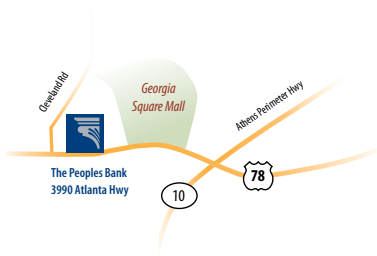 Cleveland Rd
Georgia
Square Mall
Athens Perimeter Hwy
The Peoples Bank
3990 Atlanta Hwy
78
10